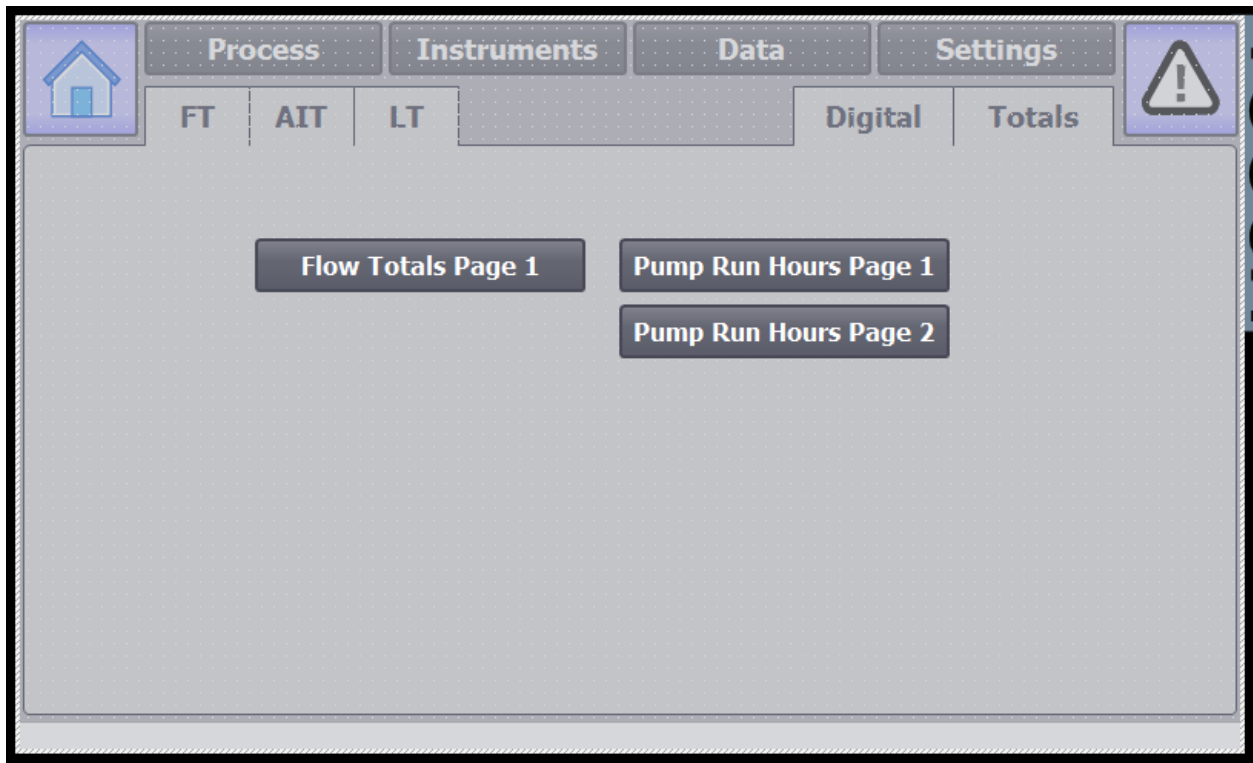 Process Instruments Data Settings
FT AIT LT Digital Totals
Flow Totals Page 1 Pump Run Hours Page 1
Pump Run Hours Page 2